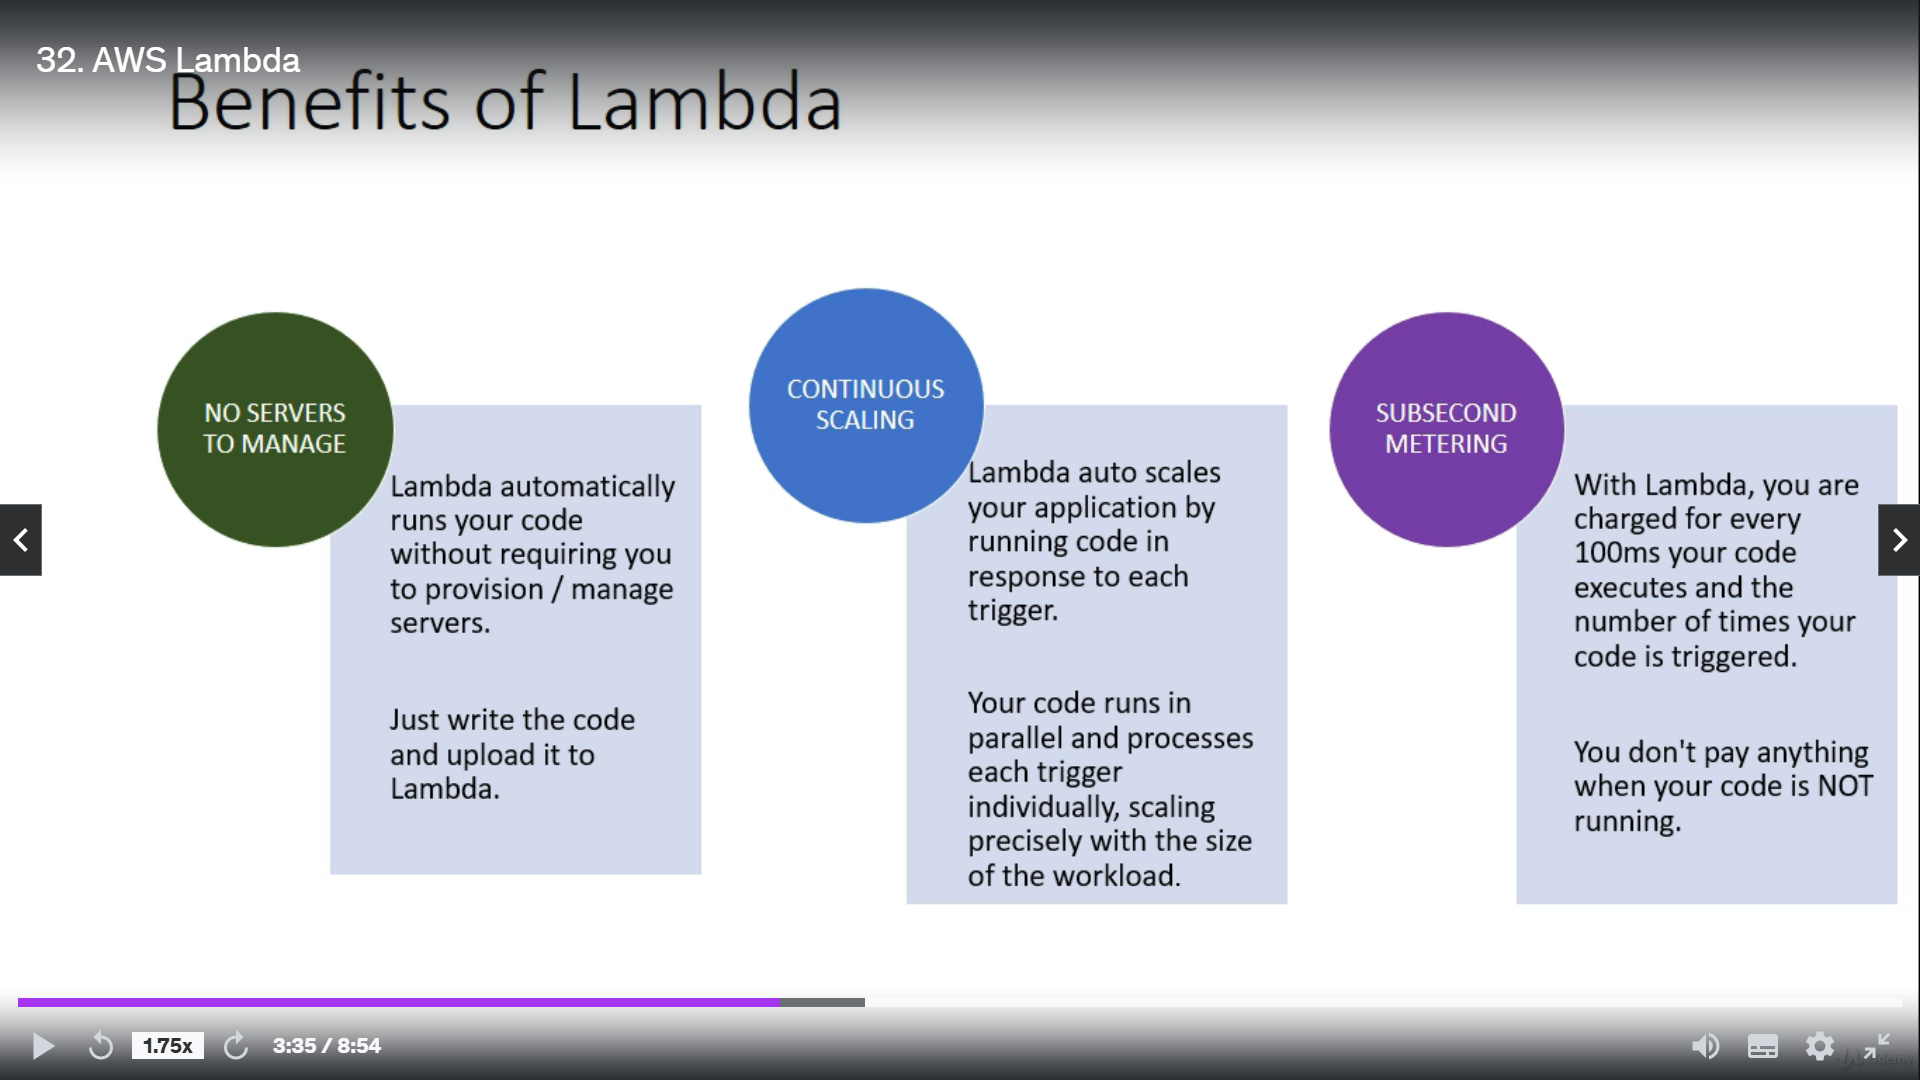 32. AWS Lambda
Benefits of Lambda
NO SERVERS
TO MANAGE
Lambda automatically
runs your code
without requiring you
to provision / manage
servers.
Just write the code
and upload it to
Lambda.
CONTINUOUS
SCALING
Lambda auto scales
your application by
running code in
response to each
trigger.
Your code runs in
parallel and processes
each trigger
individually, scaling
precisely with the size
of the workload.
SUBSECOND
METERING
With Lambda, you are
charged for every
100ms your code
executes and the
number of times your
code is triggered.
You don't pay anything
when your code is NOT
running.
1.75x
3:35 / 8:54